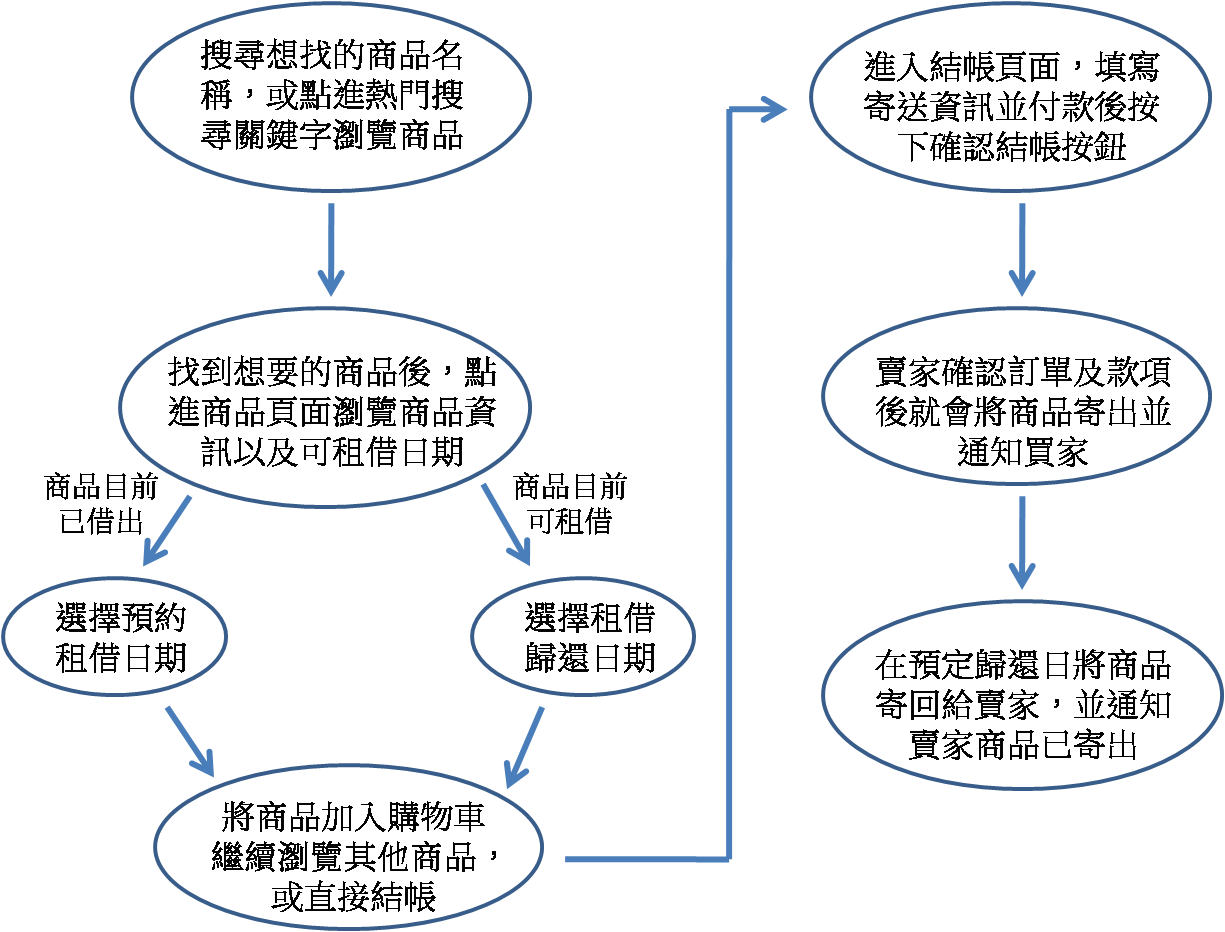 搜尋想找的商品名
稱，或點進熱門搜
尋關鍵字瀏覽商品
找到想要的商品後，點
進商品頁面瀏覽商品資
訊以及可租借日期
商品目前
已借出
商品目前
可租借
選擇預約
租借日期
選擇租借
歸還日期
將商品加入購物車
繼續瀏覽其他商品，
或直接結帳
進入結帳頁面，填寫
寄送資訊並付款後按
下確認結帳按鈕
賣家確認訂單及款項
後就會將商品寄出並
通知買家
在預定歸還日將商品
寄回給賣家，並通知
賣家商品已寄出